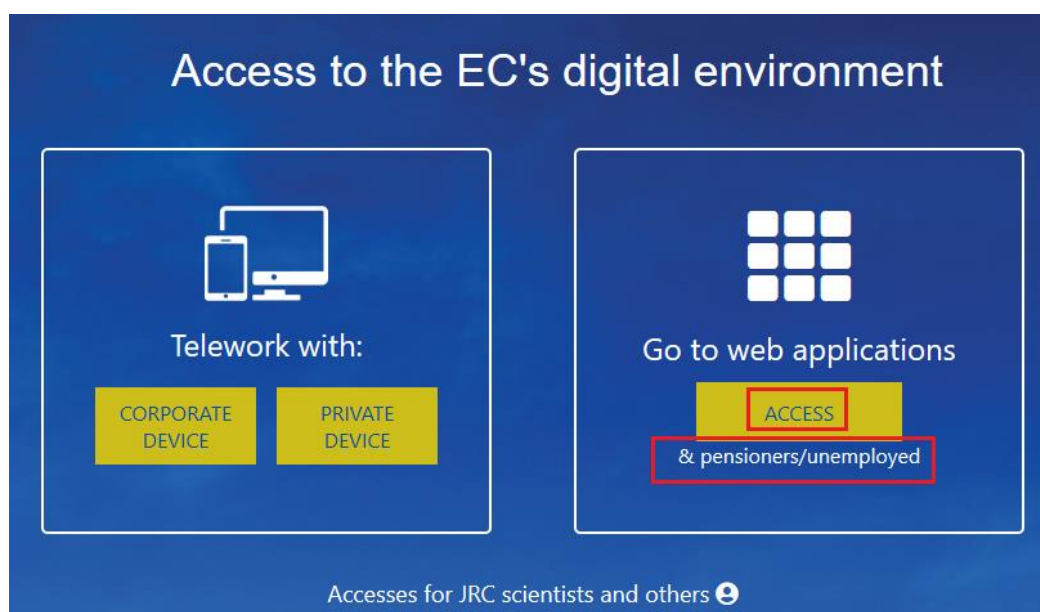 Access to the EC's digital environment
Telework with:
CORPORATE
DEVICE
PRIVATE
DEVICE
Go to web applications
ACCESS
& pensioners/unemployed
Accesses for JRC scientists and others